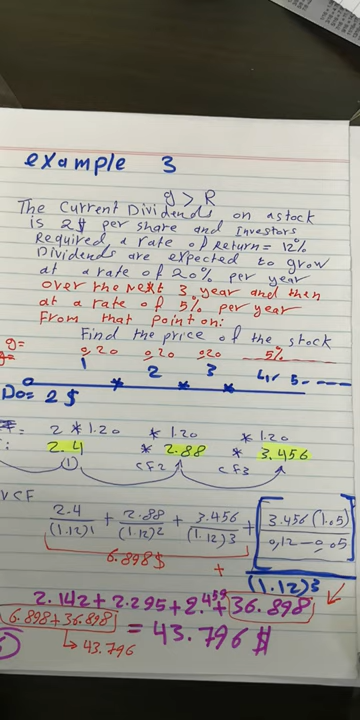 example 3
g > R
The Current Dividends on a stock
is 2$ per share and Investors
Required a rate of Return = 12%
Dividends are expected to grow
at a rate of 20% per year
over the next 3 year and then
at a rate of 5% per year
From that point on:
Find the price of the stock
g= 0,20 0,20 0,20 5%
0 1 2 3 4, 5 - - - -
D0= 2 $
2 * 1.20 * 1.20 * 1.20
2.4 * 2.88 * 3.456
(1) CF2 CF3
VCF
2.4/(1.12)1 + 2.88/(1.12)2 + 3.456/(1.12)3 + [3.456 (1.05)/0,12-0,05]/(1.12)3
6.898$ +
2.142+2.295+2.459+36.898
6.898+36.898 = 43.796 $
→ 43.796